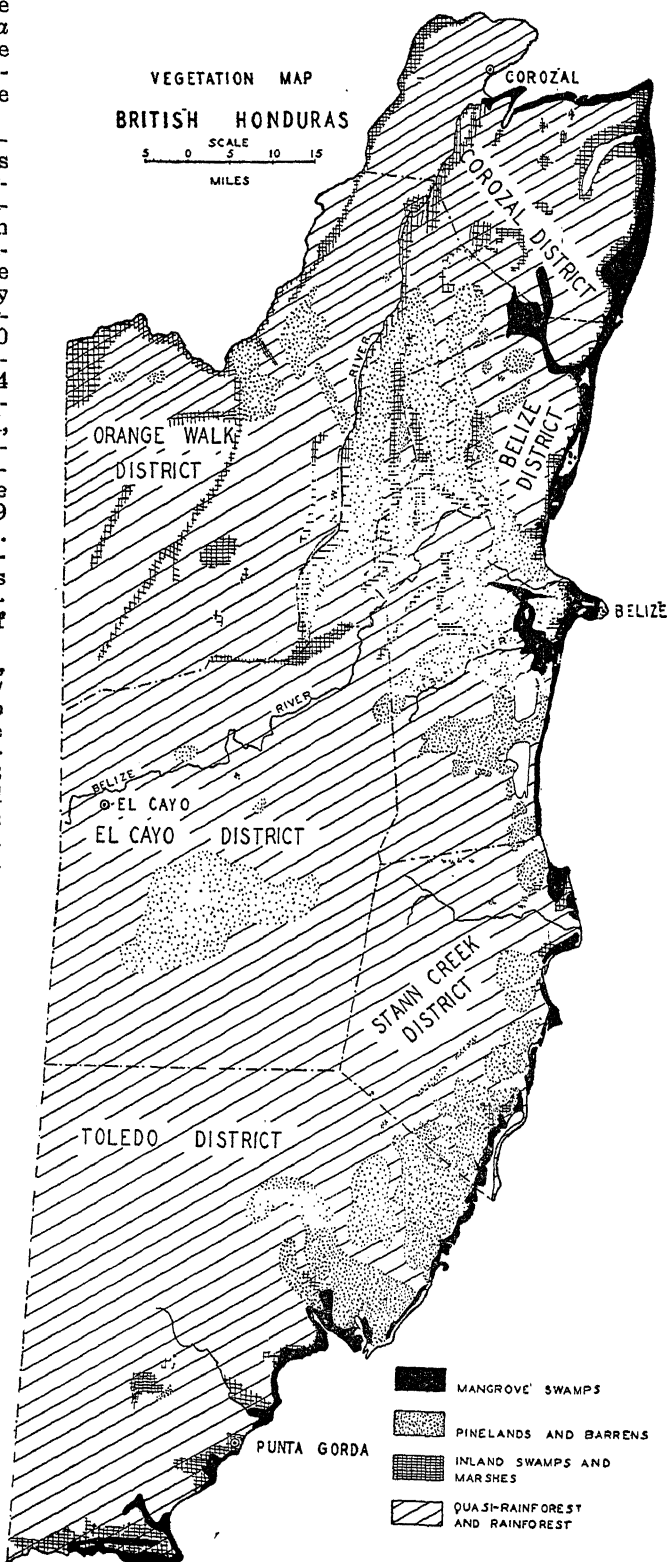 VEGETATION MAP
BRITISH HONDURAS
SCALE
5 0 5 10 15
MILES
COROZAL
COROZAL DISTRICT
RIVER
ORANGE WALK
DISTRICT
BELIZE
DISTRICT
BELIZE
RIVER
BELIZE
EL CAYO
EL CAYO DISTRICT
STANN CREEK
DISTRICT
TOLEDO DISTRICT
PUNTA GORDA
MANGROVE SWAMPS
PINELANDS AND BARRENS
INLAND SWAMPS AND
MARSHES
QUASI-RAINFOREST
AND RAINFOREST